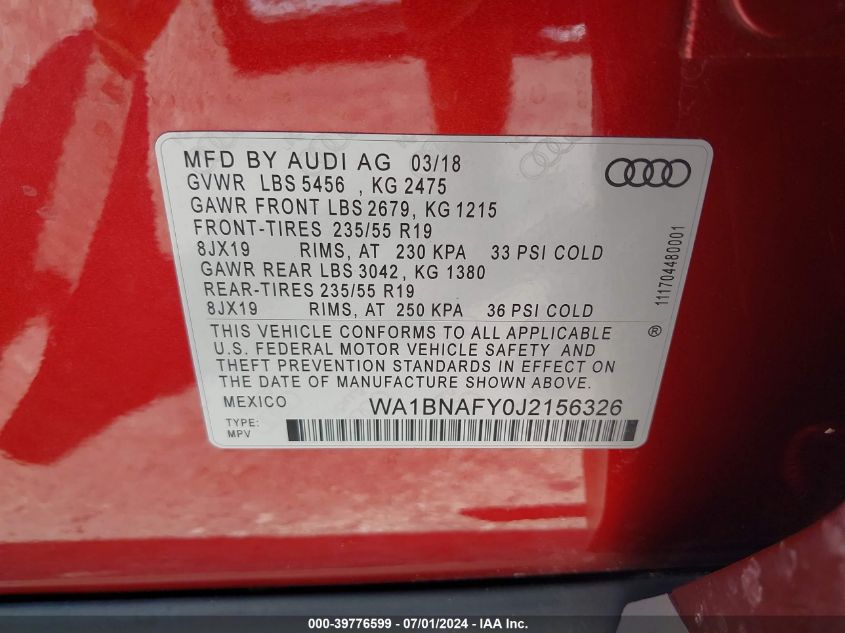 MFD BY AUDI AG 03/18
GVWR LBS 5456 , KG 2475
GAWR FRONT LBS 2679, KG 1215
FRONT-TIRES 235/55 R19
8JX19 RIMS, AT 230 KPA 33 PSI COLD
GAWR REAR LBS 3042, KG 1380
REAR-TIRES 235/55 R19
8JX19 RIMS, AT 250 KPA 36 PSI COLD
THIS VEHICLE CONFORMS TO ALL APPLICABLE ®
U.S. FEDERAL MOTOR VEHICLE SAFETY AND
THEFT PREVENTION STANDARDS IN EFFECT ON
THE DATE OF MANUFACTURE SHOWN ABOVE.
MEXICO WA1BNAFY0J2156326
TYPE:
MPV
111704480001
000-39776599 - 07/01/2024 - IAA Inc.